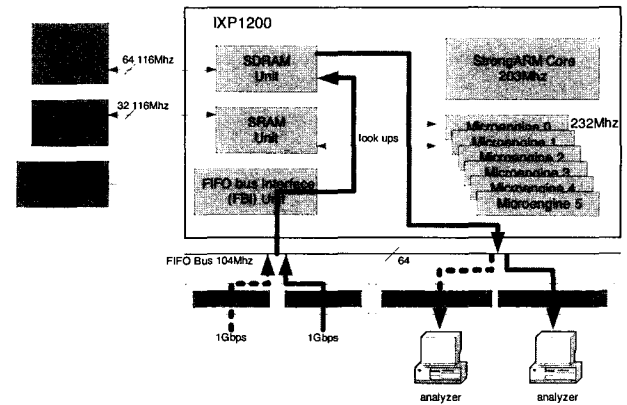 IXP1200
64 116Mhz
SDRAM
Unit
StrongARM Core
203Mhz
32 116Mhz
SRAM
Unit
look ups
Microengine 0
232Mhz
Microengine 1
Microengine 2
Microengine 3
Microengine 4
Microengine 5
FIFO bus Interface
(FBI) Unit
FIFO Bus 104Mhz
64
1Gbps
1Gbps
analyzer
analyzer